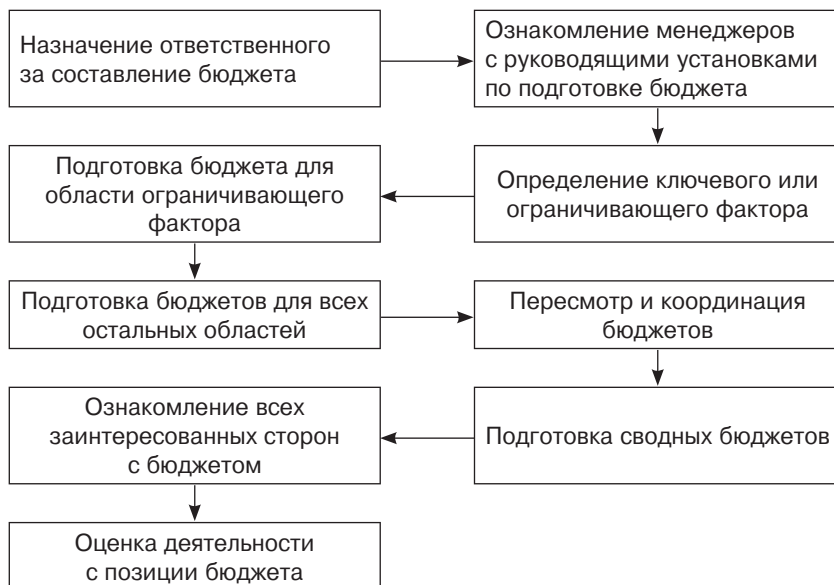 Назначение ответственного
за составление бюджета
Ознакомление менеджеров
с руководящими установками
по подготовке бюджета
Определение ключевого или
ограничивающего фактора
Подготовка бюджета для
области ограничивающего
фактора
Подготовка бюджетов для всех
остальных областей
Пересмотр и координация
бюджетов
Подготовка сводных бюджетов
Ознакомление всех
заинтересованных сторон
с бюджетом
Оценка деятельности
с позиции бюджета